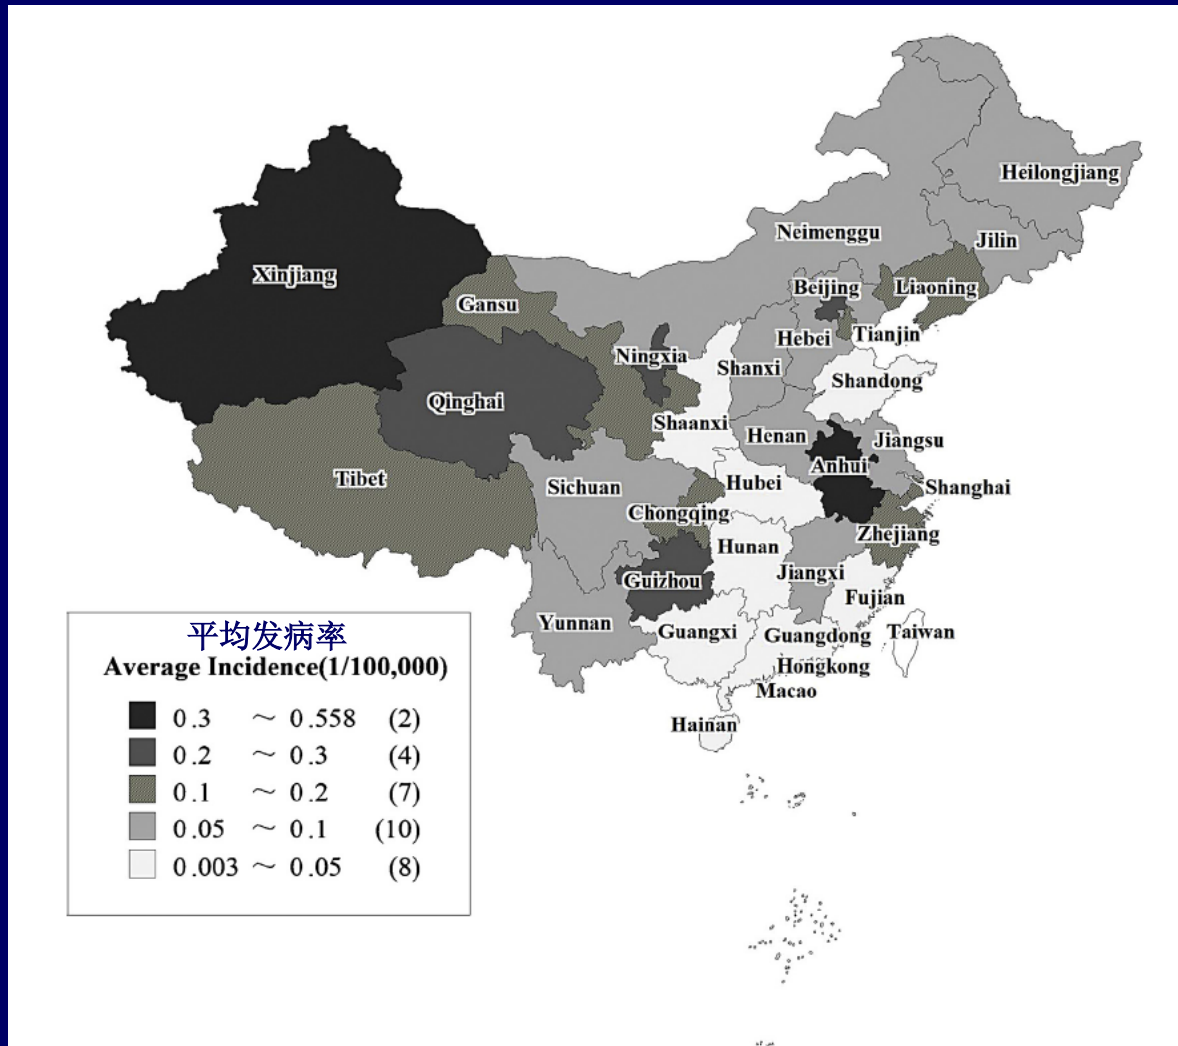 Heilongjiang
Neimenggu
Jilin
Xinjiang
Beijing
Liaoning
Gansu
Hebei
Tianjin
Ningxia
Shanxi
Shandong
Qinghai
Shaanxi
Henan
Jiangsu
Anhui
Tibet
Sichuan
Hubei
Shanghai
Chongqing
Zhejiang
Hunan
Jiangxi
Guizhou
Fujian
Yunnan
Guangxi
Guangdong
Taiwan
Hongkong
Macao
Hainan
平均发病率
Average Incidence(1/100,000)
0.3 ~ 0.558 (2)
0.2 ~ 0.3 (4)
0.1 ~ 0.2 (7)
0.05 ~ 0.1 (10)
0.003 ~ 0.05 (8)